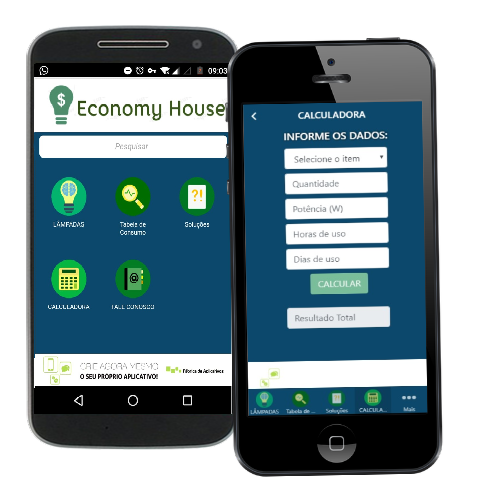 09:03
$
Economy House
Pesquisar
?!
LÂMPADAS
Tabela de
Consumo
Soluções
@
CALCULADORA
FALE CONOSCO
CRIE AGORA MESMO
O SEU PRÓPRIO APLICATIVO!
Fábrica de Aplicativos
CALCULADORA
INFORME OS DADOS:
Selecione o item
Quantidade
Potência (W)
Horas de uso
Dias de uso
CALCULAR
Resultado Total
LÂMPADAS
Tabela de ...
Soluções
CALCULA...
Mais